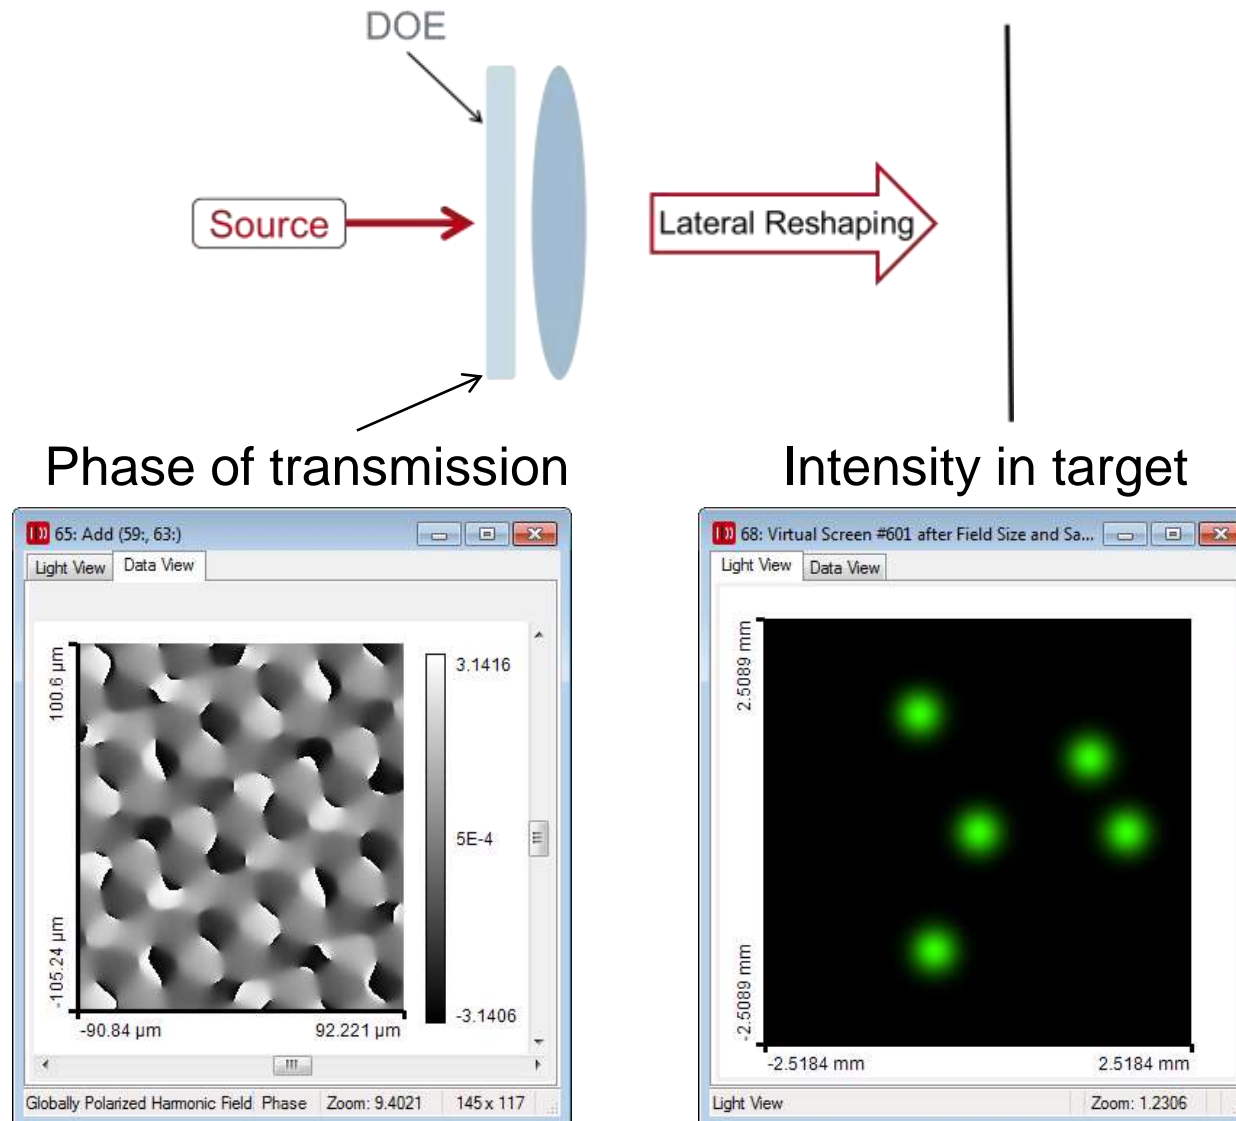 DOE
Source
Lateral Reshaping
Phase of transmission
Intensity in target
65: Add (59:, 63:)
Light View Data View
100.6 µm
-105.24 µm
-90.84 µm 92.221 µm
3.1416
5E-4
-3.1406
Globally Polarized Harmonic Field Phase Zoom: 9.4021 145 x 117
68: Virtual Screen #601 after Field Size and Sa...
Light View Data View
2.5089 mm
-2.5089 mm
-2.5184 mm 2.5184 mm
Light View Zoom: 1.2306